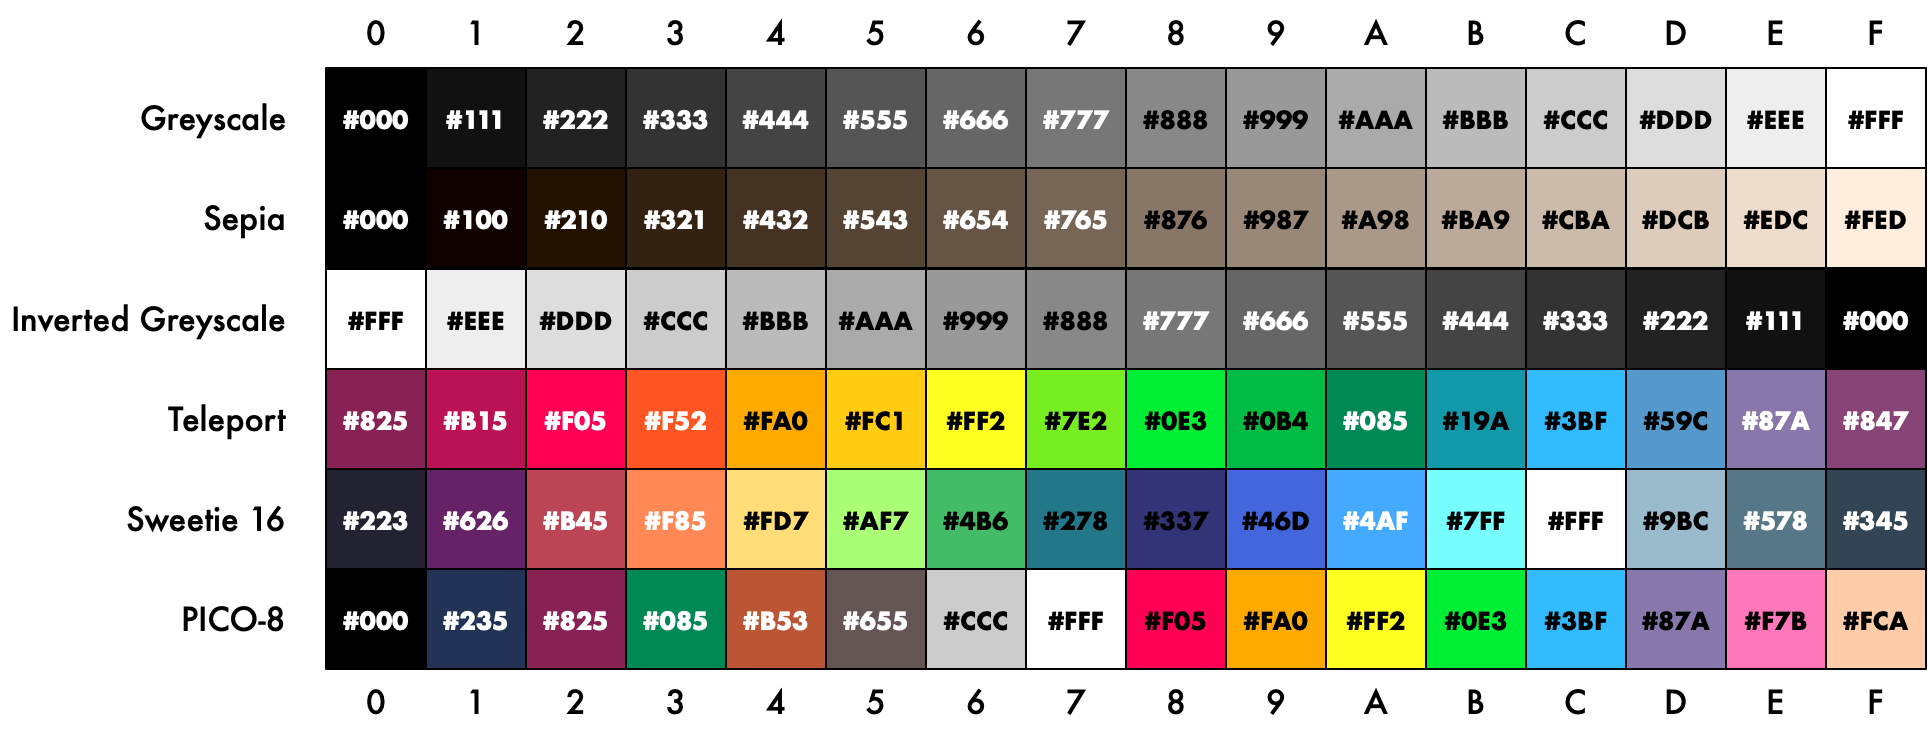 0 1 2 3 4 5 6 7 8 9 A B C D E F
Greyscale #000 #111 #222 #333 #444 #555 #666 #777 #888 #999 #AAA #BBB #CCC #DDD #EEE #FFF
Sepia #000 #100 #210 #321 #432 #543 #654 #765 #876 #987 #A98 #BA9 #CBA #DCB #EDC #FED
Inverted Greyscale #FFF #EEE #DDD #CCC #BBB #AAA #999 #888 #777 #666 #555 #444 #333 #222 #111 #000
Teleport #825 #B15 #F05 #F52 #FA0 #FC1 #FF2 #7E2 #0E3 #0B4 #085 #19A #3BF #59C #87A #847
Sweetie 16 #223 #626 #B45 #F85 #FD7 #AF7 #4B6 #278 #337 #46D #4AF #7FF #FFF #9BC #578 #345
PICO-8 #000 #235 #825 #085 #B53 #655 #CCC #FFF #F05 #FA0 #FF2 #0E3 #3BF #87A #F7B #FCA
0 1 2 3 4 5 6 7 8 9 A B C D E F